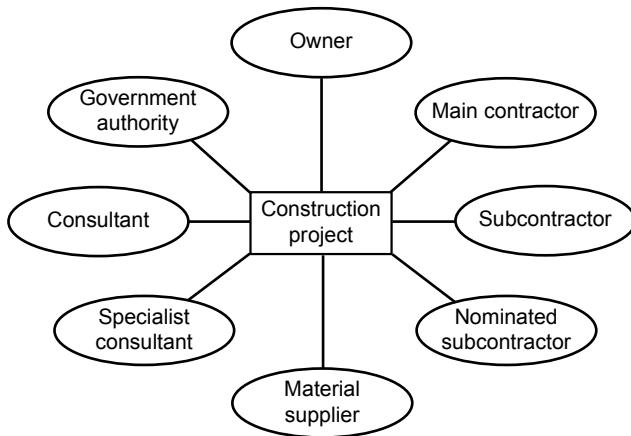 Owner
Government
authority
Main contractor
Consultant
Construction
project
Subcontractor
Specialist
consultant
Nominated
subcontractor
Material
supplier